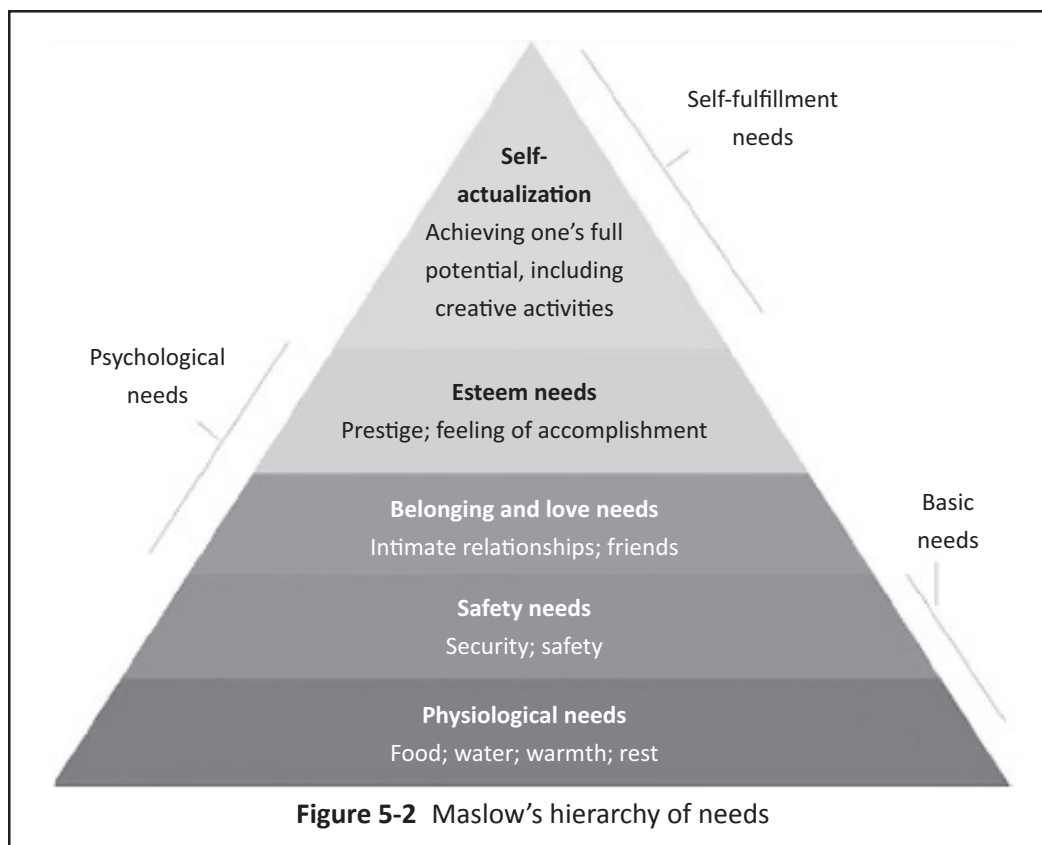 Self-fulfillment
needs
Self-
actualization
Achieving one’s full
potential, including
creative activities
Psychological
needs
Esteem needs
Prestige; feeling of accomplishment
Belonging and love needs
Intimate relationships; friends
Basic
needs
Safety needs
Security; safety
Physiological needs
Food; water; warmth; rest
Figure 5-2 Maslow’s hierarchy of needs